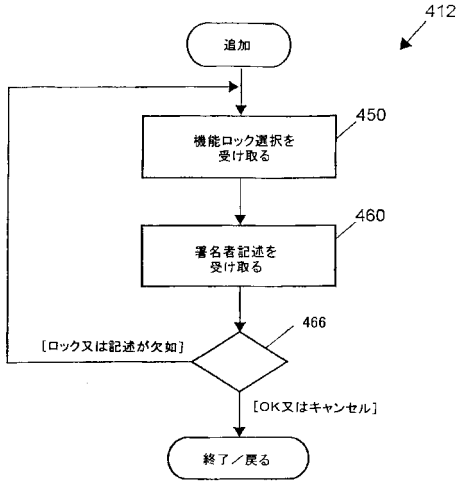 412
追加
450
機能ロック選択を
受け取る
460
署名者記述を
受け取る
466
[ロック又は記述が欠如]
[OK又はキャンセル]
終了/戻る